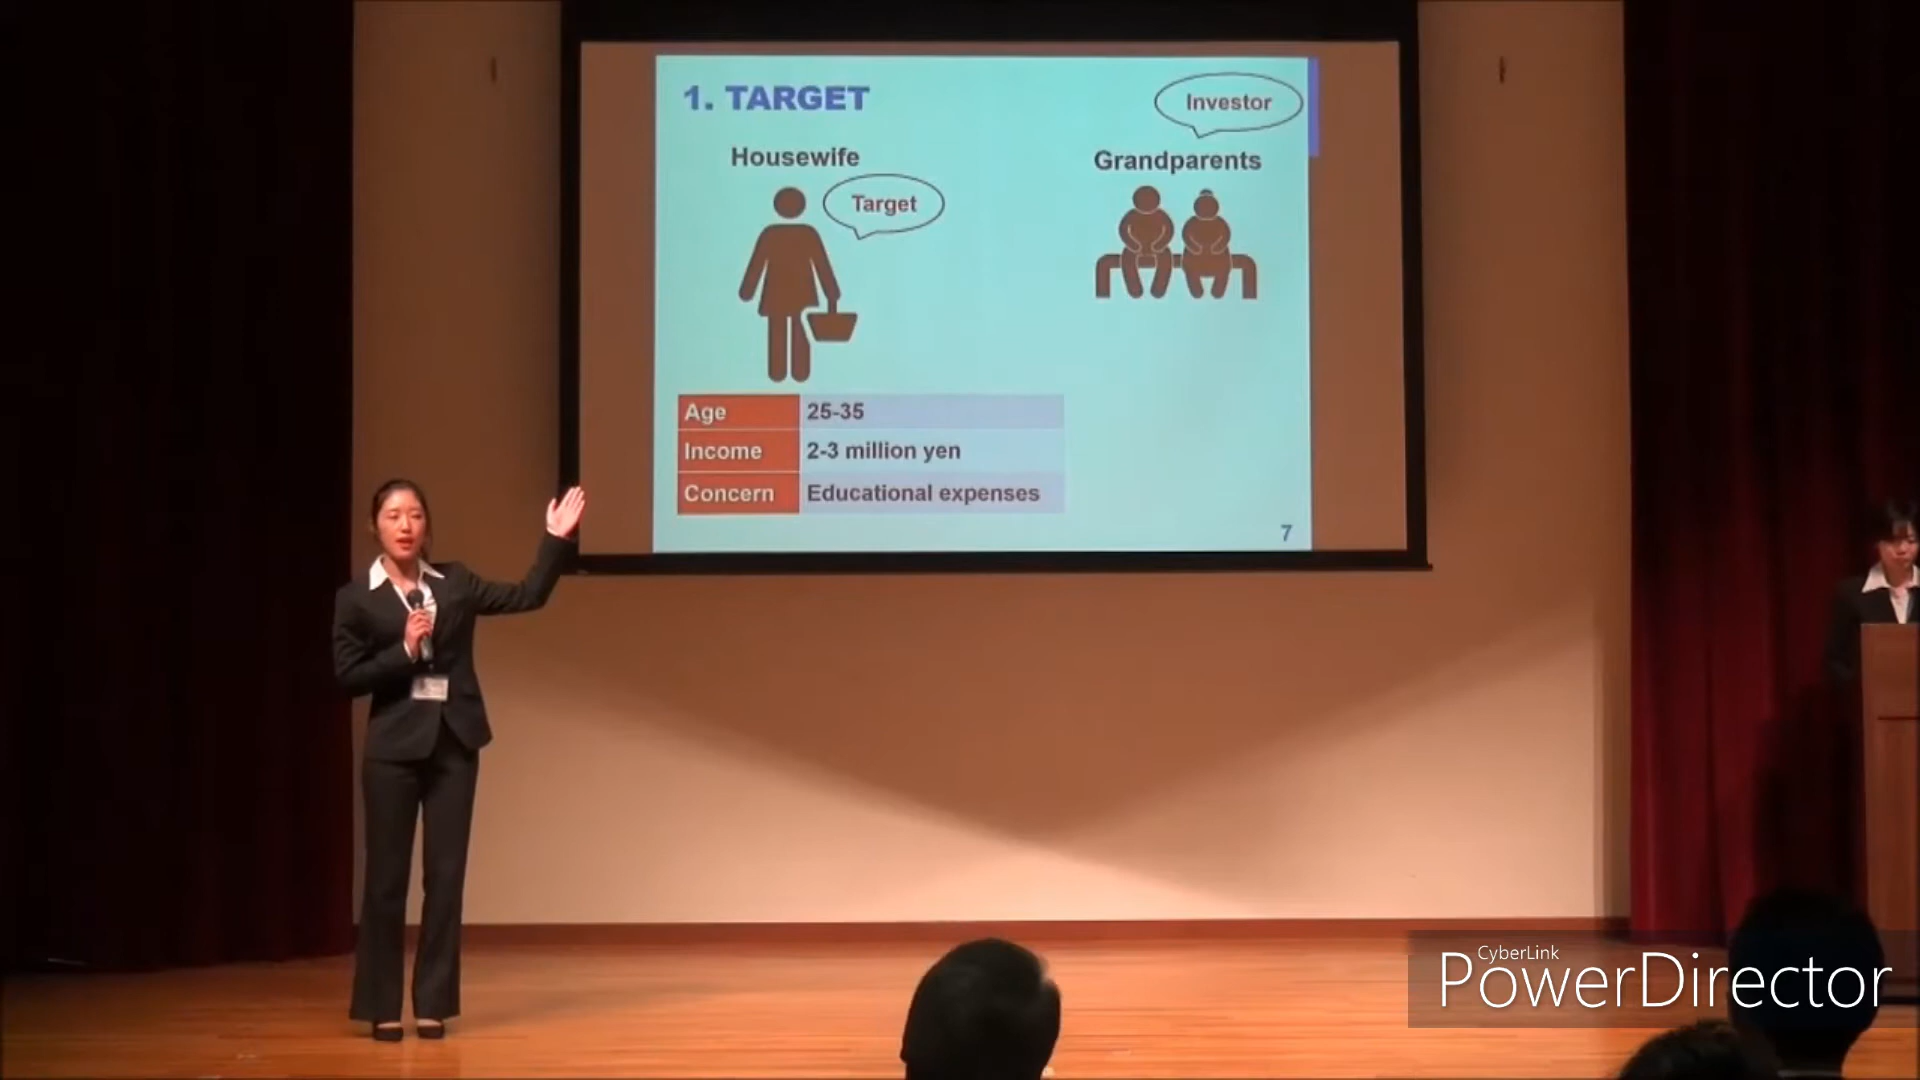 1. TARGET
Investor
Housewife
Grandparents
Target
Age 25-35
Income 2-3 million yen
Concern Educational expenses
7
CyberLink
PowerDirector